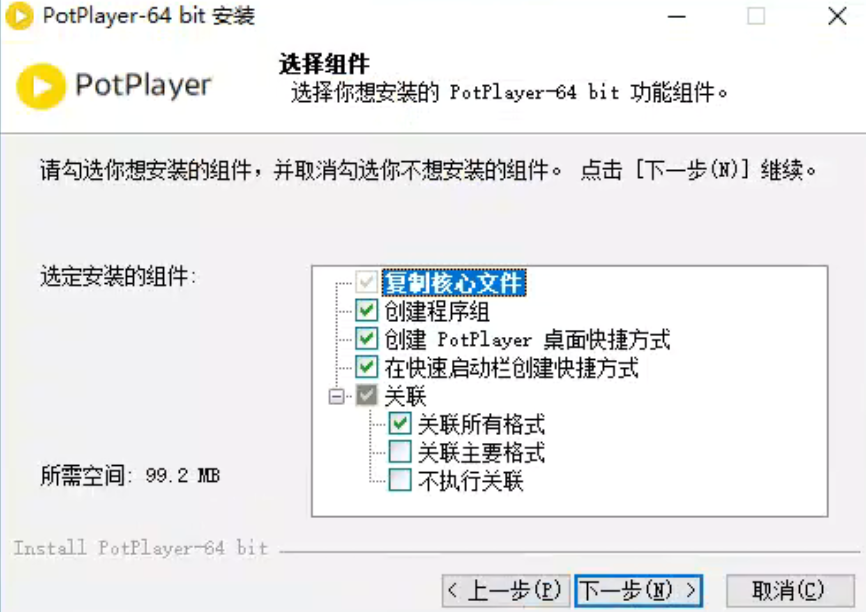 PotPlayer-64 bit 安装
PotPlayer
选择组件
选择你想安装的 PotPlayer-64 bit 功能组件。
请勾选你想安装的组件，并取消勾选你不想安装的组件。 点击 [下一步(N)] 继续。
选定安装的组件:
复制核心文件
创建程序组
创建 PotPlayer 桌面快捷方式
在快速启动栏创建快捷方式
关联
关联所有格式
关联主要格式
不执行关联
所需空间: 99.2 MB
Install PotPlayer-64 bit
< 上一步(P) 下一步(N) > 取消(C)